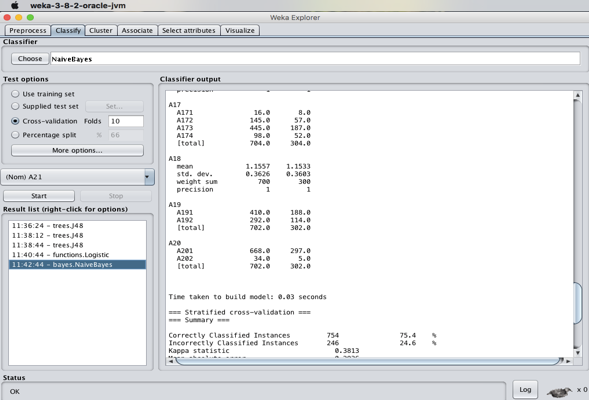 weka-3-8-2-oracle-jvm
Weka Explorer
Preprocess Classify Cluster Associate Select attributes Visualize
Classifier
Choose NaiveBayes
Test options
Use training set
Supplied test set Set...
Cross-validation Folds 10
Percentage split % 66
More options...
(Nom) A21
Start Stop
Result list (right-click for options)
11:36:24 - trees.J48
11:38:12 - trees.J48
11:38:44 - trees.J48
11:40:44 - functions.Logistic
11:42:44 - bayes.NaiveBayes
Classifier output
precision 1 1
A17
A171 16.0 8.0
A172 145.0 57.0
A173 445.0 187.0
A174 98.0 52.0
[total] 704.0 304.0
A18
mean 1.1557 1.1533
std. dev. 0.3626 0.3603
weight sum 700 300
precision 1 1
A19
A191 410.0 188.0
A192 292.0 114.0
[total] 702.0 302.0
A20
A201 668.0 297.0
A202 34.0 5.0
[total] 702.0 302.0
Time taken to build model: 0.03 seconds
=== Stratified cross-validation ===
=== Summary ===
Correctly Classified Instances 754 75.4 %
Incorrectly Classified Instances 246 24.6 %
Kappa statistic 0.3813
Status
OK
Log
x 0